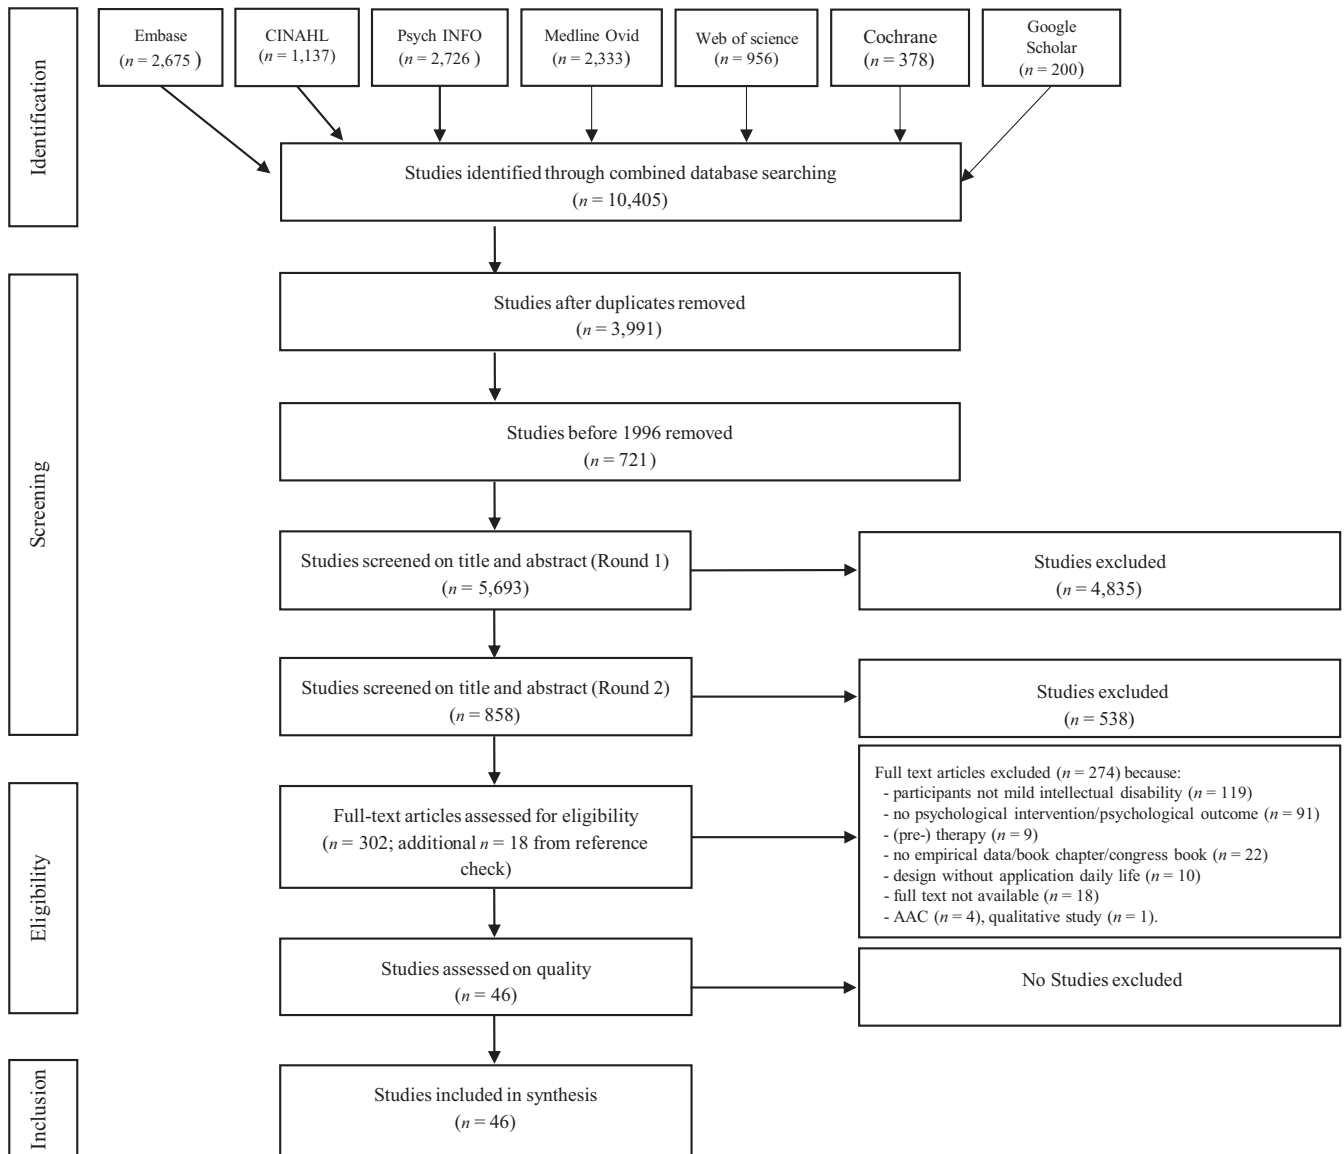 Identification
Embase
(n = 2,675 )
CINAHL
(n = 1,137)
Psych INFO
(n = 2,726 )
Medline Ovid
(n = 2,333)
Web of science
(n = 956)
Cochrane
(n = 378)
Google
Scholar
(n = 200)
Studies identified through combined database searching
(n = 10,405)
Screening
Studies after duplicates removed
(n = 3,991)
Studies before 1996 removed
(n = 721)
Studies screened on title and abstract (Round 1)
(n = 5,693)
Studies excluded
(n = 4,835)
Studies screened on title and abstract (Round 2)
(n = 858)
Studies excluded
(n = 538)
Eligibility
Full-text articles assessed for eligibility
(n = 302; additional n = 18 from reference
check)
Full text articles excluded (n = 274) because:
- participants not mild intellectual disability (n = 119)
- no psychological intervention/psychological outcome (n = 91)
- (pre-) therapy (n = 9)
- no empirical data/book chapter/congress book (n = 22)
- design without application daily life (n = 10)
- full text not available (n = 18)
- AAC (n = 4), qualitative study (n = 1).
Studies assessed on quality
(n = 46)
No Studies excluded
Inclusion
Studies included in synthesis
(n = 46)